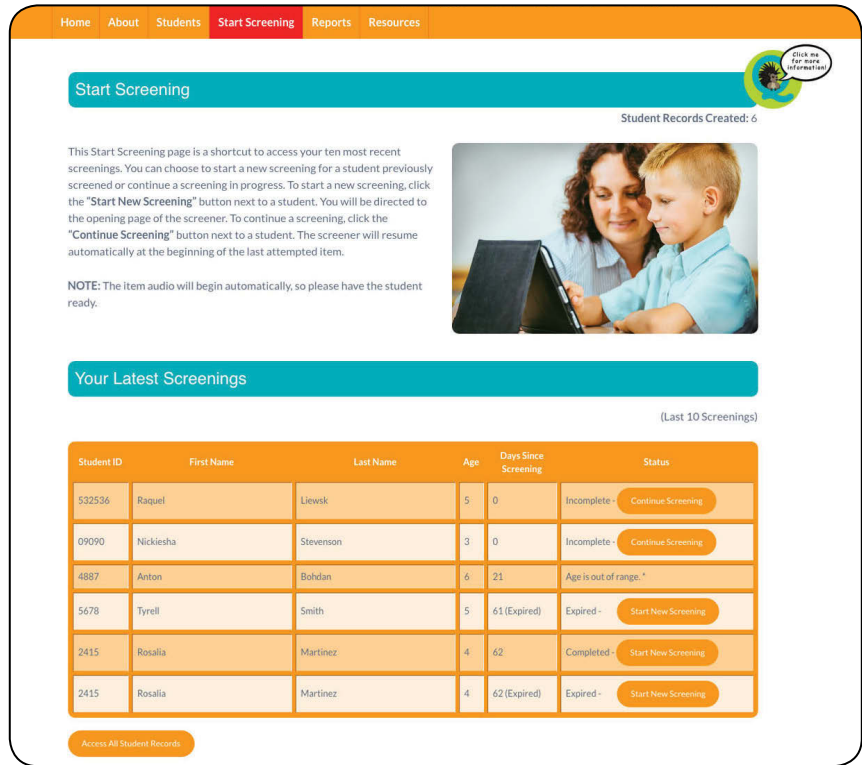 Home About Students Start Screening Reports Resources
Click me
for more
information!
Start Screening
Student Records Created: 6
This Start Screening page is a shortcut to access your ten most recent
screenings. You can choose to start a new screening for a student previously
screened or continue a screening in progress. To start a new screening, click
the "Start New Screening" button next to a student. You will be directed to
the opening page of the screener. To continue a screening, click the
"Continue Screening" button next to a student. The screener will resume
automatically at the beginning of the last attempted item.
NOTE: The item audio will begin automatically, so please have the student
ready.
Your Latest Screenings
(Last 10 Screenings)
Student ID First Name Last Name Age Days Since Screening Status
532536 Raquel Liewsk 5 0 Incomplete - Continue Screening
09090 Nickiesha Stevenson 3 0 Incomplete - Continue Screening
4887 Anton Bohdan 6 21 Age is out of range. *
5678 Tyrell Smith 5 61 (Expired) Expired - Start New Screening
2415 Rosalia Martinez 4 62 Completed - Start New Screening
2415 Rosalia Martinez 4 62 (Expired) Expired - Start New Screening
Access All Student Records